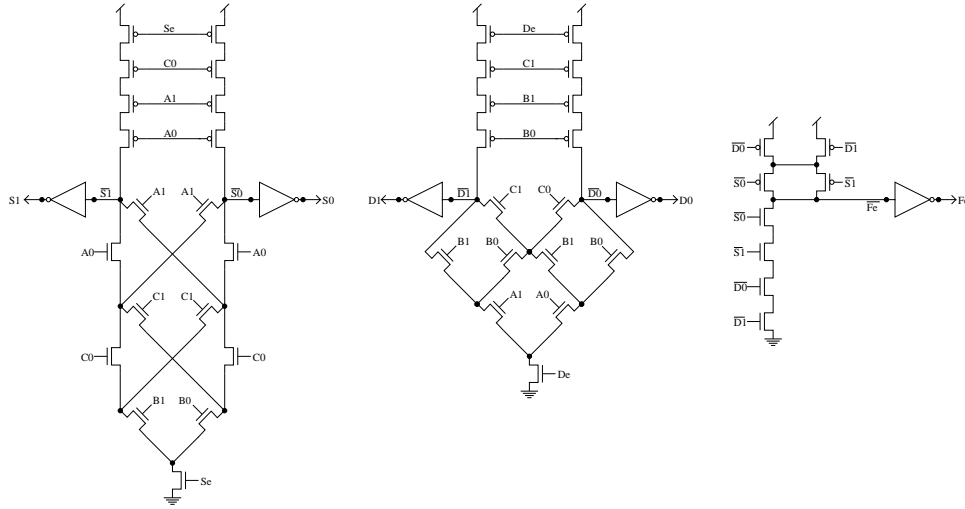 Se De
C0 C1
A1 B1
A0 B0
D̅0̅ D̅1̅
S̅0̅ S̅1̅
S1 S̅1̅ A1 A1 S̅0̅ S0
D1 D̅1̅ C1 C0 D̅0̅ D0
F̅e̅ Fe
S̅0̅
A0 A0
B1 B0 B1 B0
S̅1̅
D̅0̅
C1 C1
A1 A0
D̅1̅
C0 C0
De
B1 B0
Se